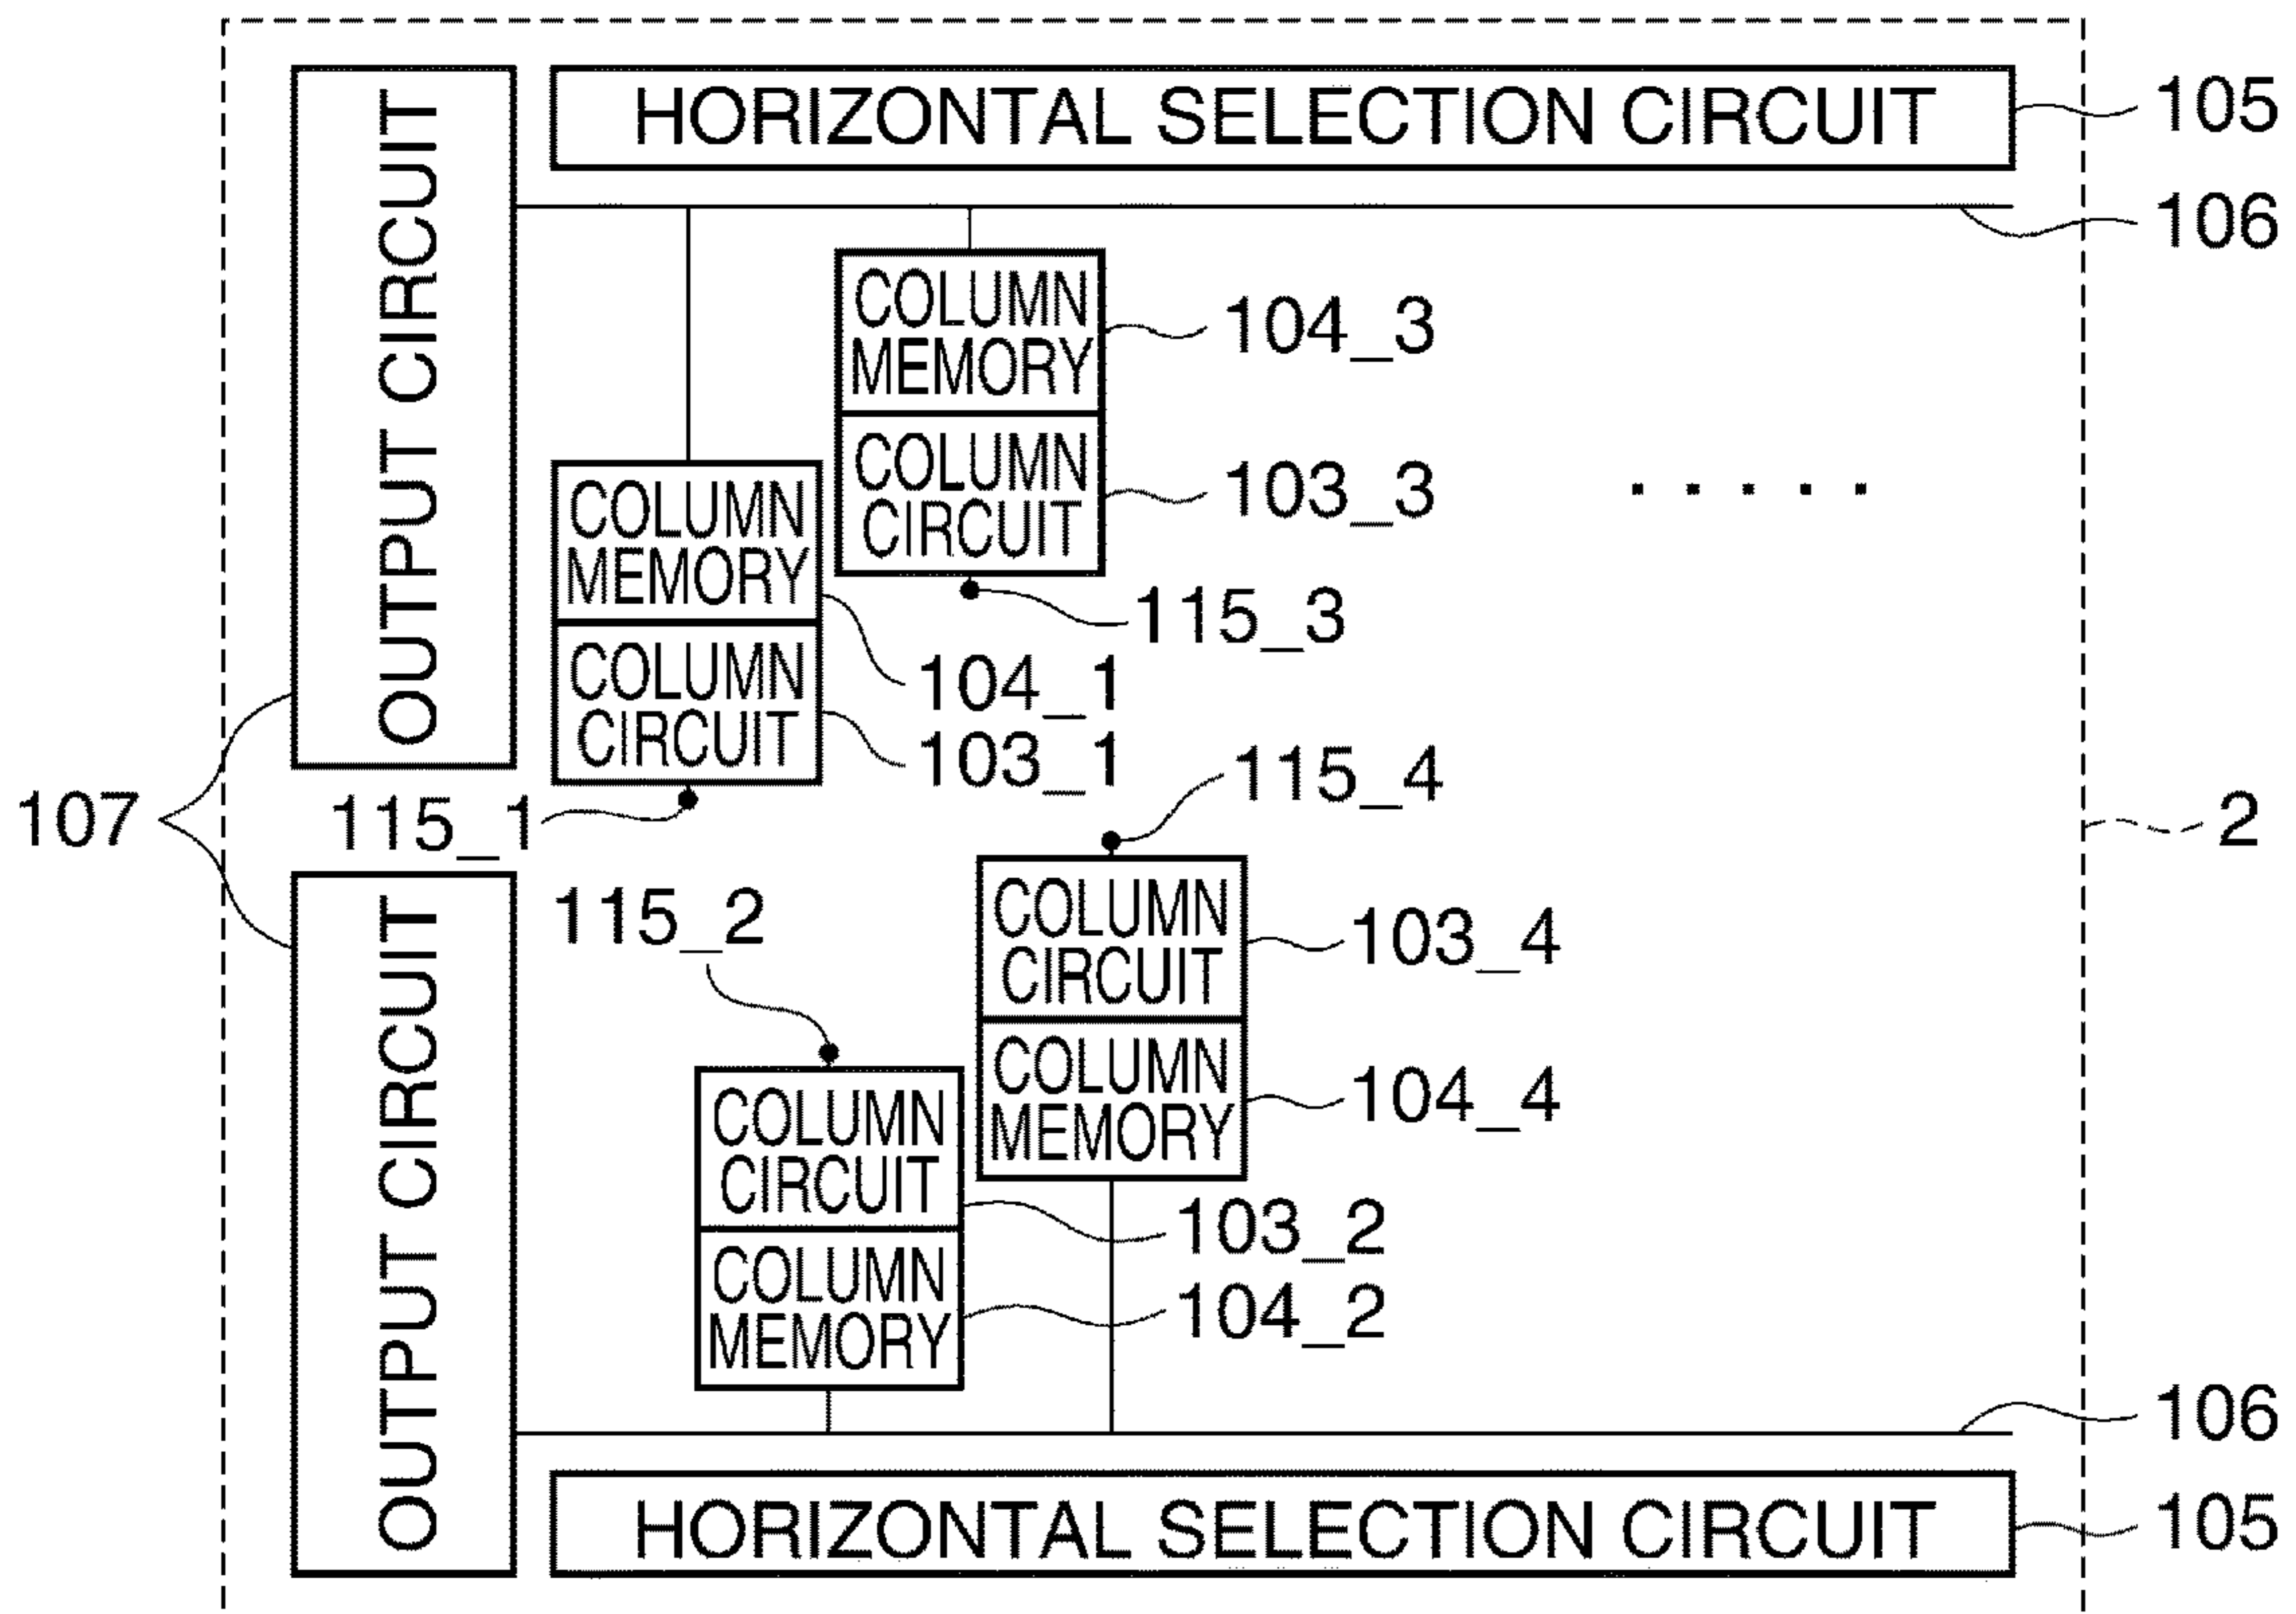 HORIZONTAL SELECTION CIRCUIT
105
OUTPUT CIRCUIT
106
COLUMN
MEMORY
104_3
COLUMN
CIRCUIT
103_3
.....
115_3
COLUMN
MEMORY
104_1
COLUMN
CIRCUIT
103_1
115_1
107
2
115_4
COLUMN
CIRCUIT
103_4
COLUMN
MEMORY
104_4
115_2
COLUMN
CIRCUIT
103_2
COLUMN
MEMORY
104_2
OUTPUT CIRCUIT
106
HORIZONTAL SELECTION CIRCUIT
105